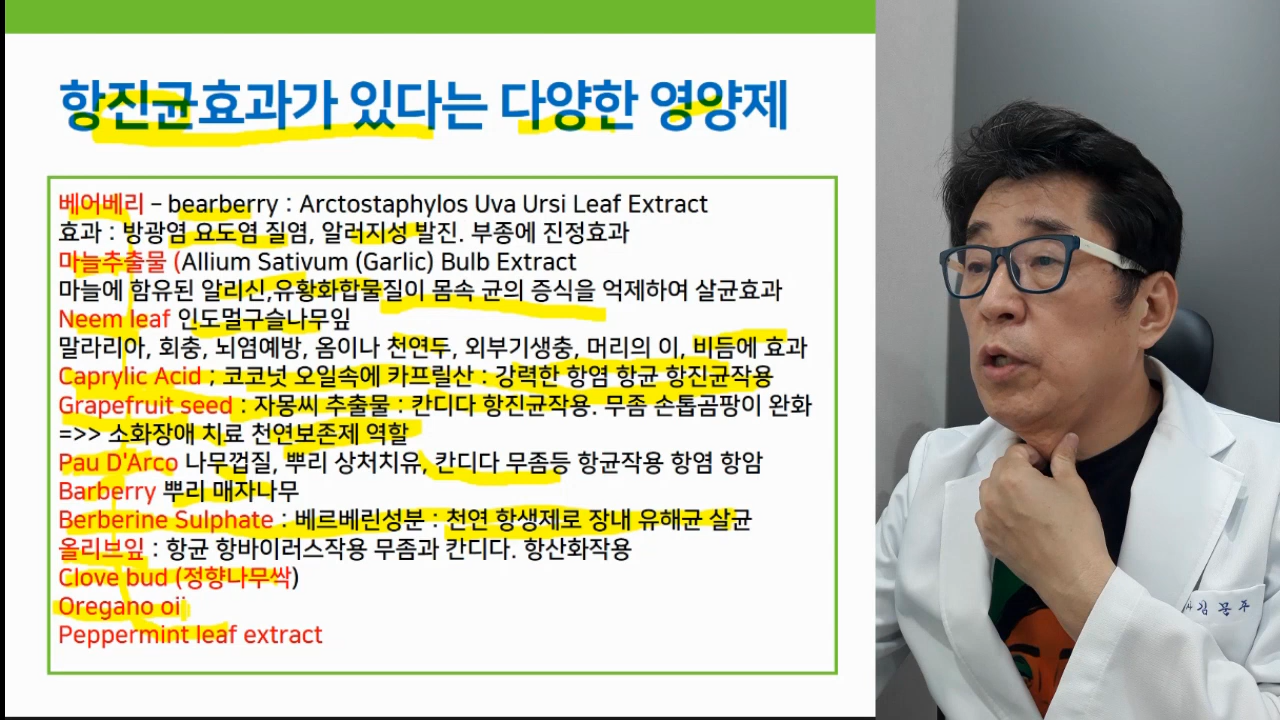 항진균효과가 있다는 다양한 영양제
베어베리 – bearberry : Arctostaphylos Uva Ursi Leaf Extract
효과 : 방광염 요도염 질염, 알러지성 발진. 부종에 진정효과
마늘추출물 (Allium Sativum (Garlic) Bulb Extract
마늘에 함유된 알리신,유황화합물질이 몸속 균의 증식을 억제하여 살균효과
Neem leaf 인도멀구슬나무잎
말라리아, 회충, 뇌염예방, 옴이나 천연두, 외부기생충, 머리의 이, 비듬에 효과
Caprylic Acid ; 코코넛 오일속에 카프릴산 : 강력한 항염 항균 항진균작용
Grapefruit seed : 자몽씨 추출물 : 칸디다 항진균작용. 무좀 손톱곰팡이 완화
=>> 소화장애 치료 천연보존제 역할
Pau D'Arco 나무껍질, 뿌리 상처치유, 칸디다 무좀등 항균작용 항염 항암
Barberry 뿌리 매자나무
Berberine Sulphate : 베르베린성분 : 천연 항생제로 장내 유해균 살균
올리브잎 : 항균 항바이러스작용 무좀과 칸디다. 항산화작용
Clove bud (정향나무싹)
Oregano oil
Peppermint leaf extract